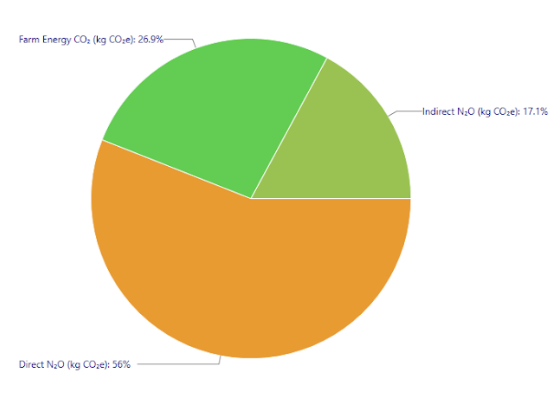 Farm Energy CO₂ (kg CO₂e): 26.9%
Indirect N₂O (kg CO₂e): 17.1%
Direct N₂O (kg CO₂e): 56%